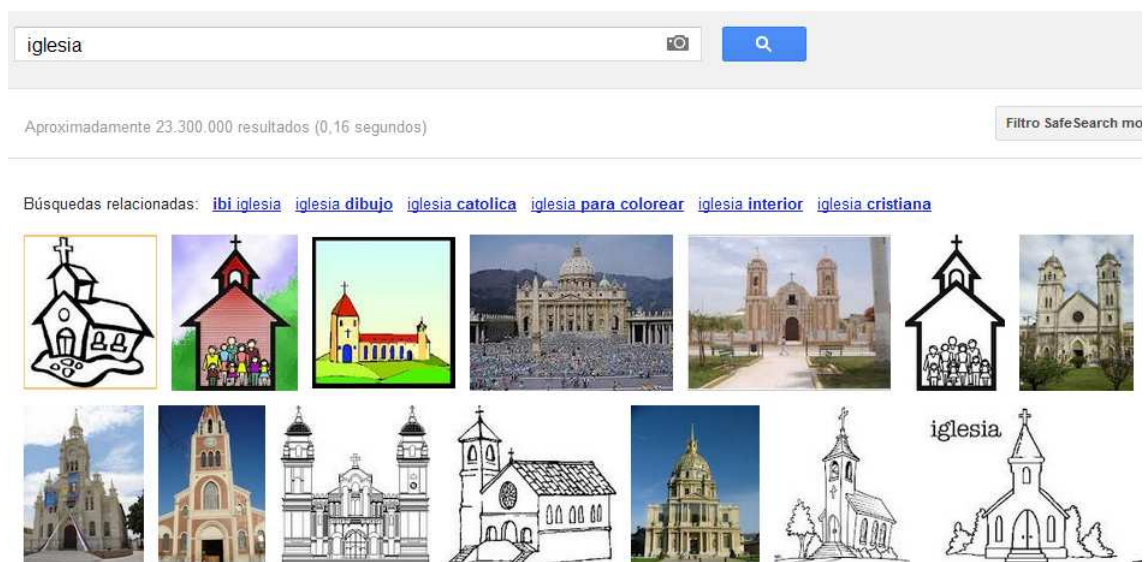 iglesia
Aproximadamente 23.300.000 resultados (0,16 segundos)
Filtro SafeSearch mo
Búsquedas relacionadas: ibi iglesia iglesia dibujo iglesia catolica iglesia para colorear iglesia interior iglesia cristiana
iglesia